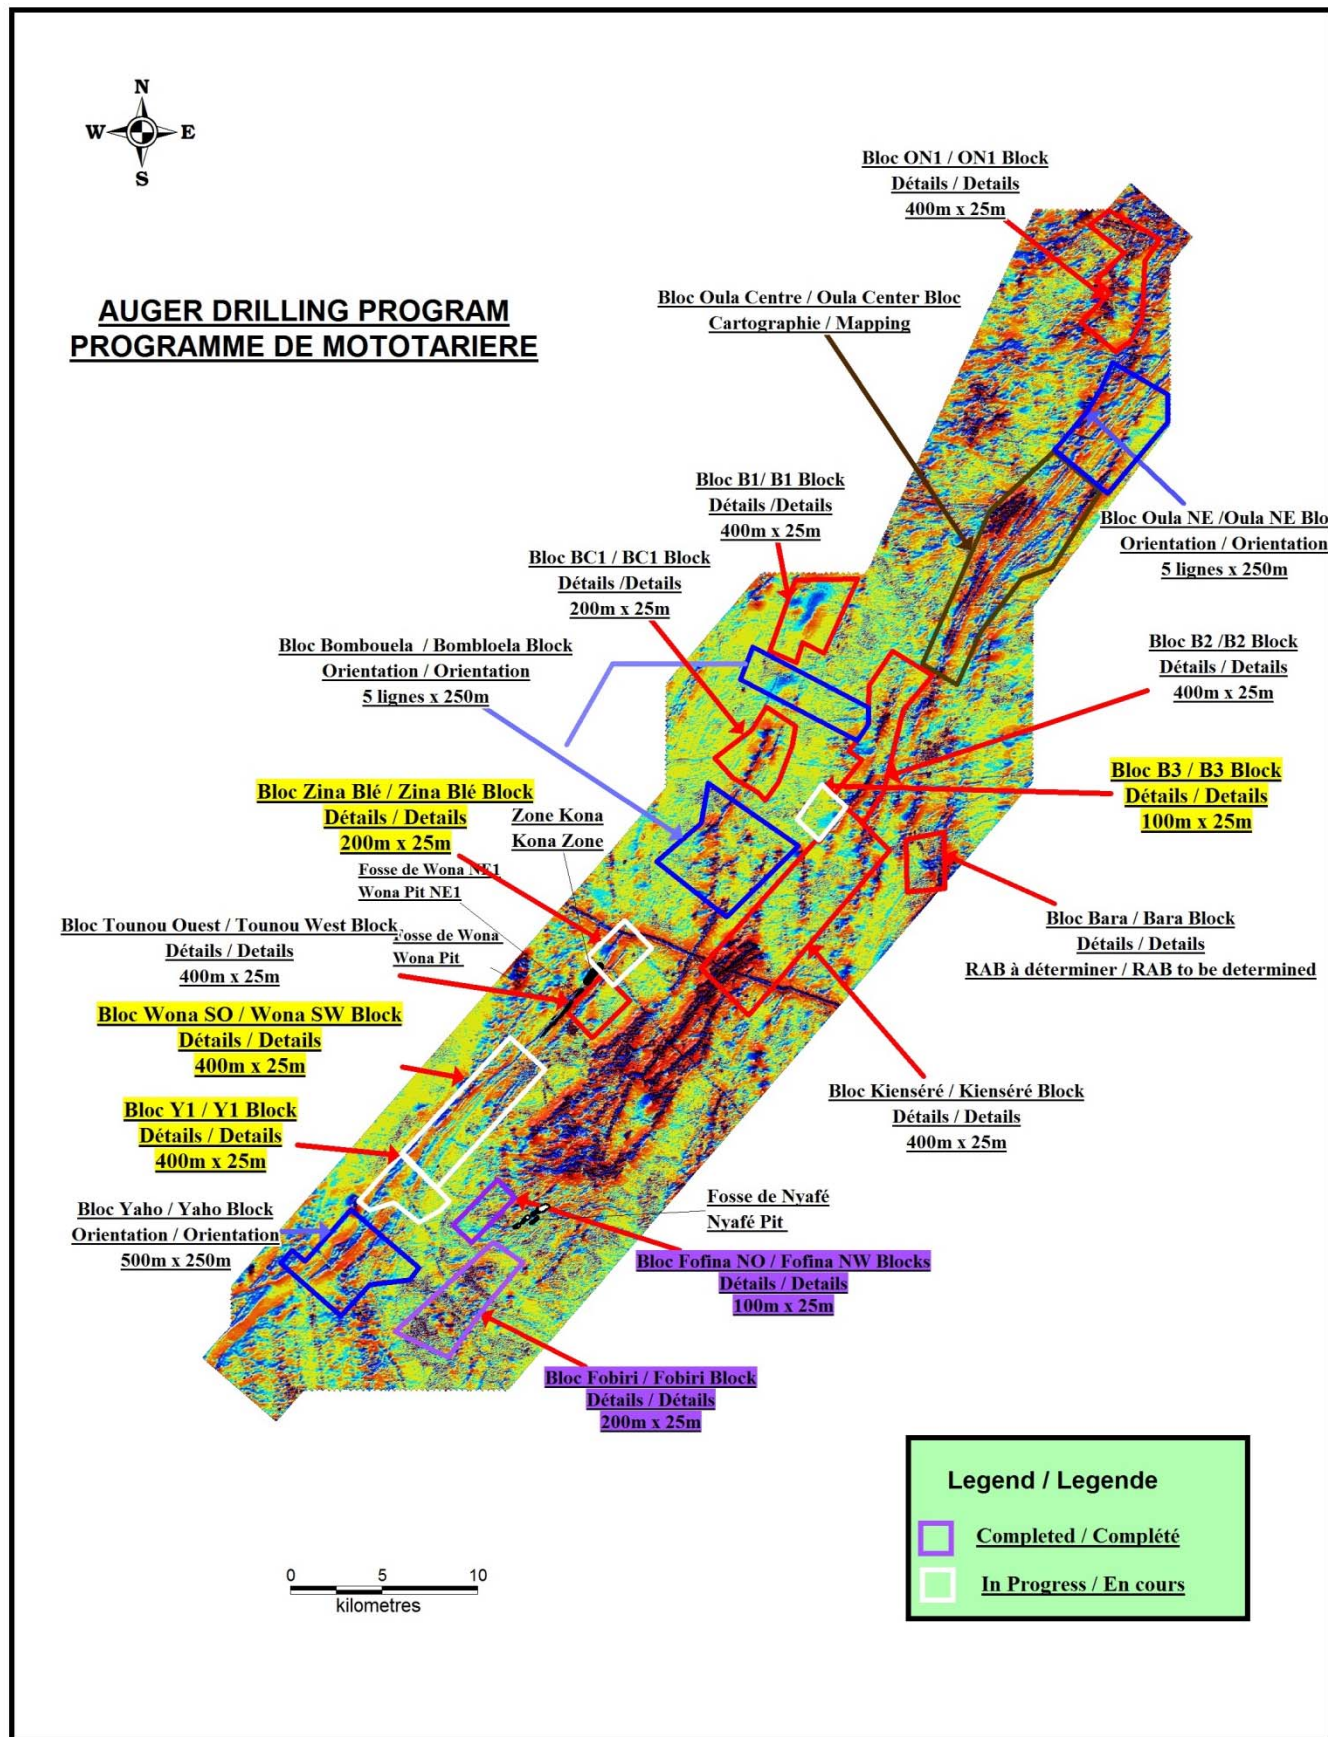 N
W E
S
AUGER DRILLING PROGRAM
PROGRAMME DE MOTOTARIERE
Bloc ON1 / ON1 Block
Détails / Details
400m x 25m
Bloc Oula Centre / Oula Center Bloc
Cartographie / Mapping
Bloc B1/ B1 Block
Détails /Details
400m x 25m
Bloc Oula NE /Oula NE Blo
Orientation / Orientation
5 lignes x 250m
Bloc BC1 / BC1 Block
Détails /Details
200m x 25m
Bloc Bombouela / Bombloela Block
Orientation / Orientation
5 lignes x 250m
Bloc B2 /B2 Block
Détails / Details
400m x 25m
Bloc B3 / B3 Block
Détails / Details
100m x 25m
Bloc Zina Blé / Zina Blé Block
Détails / Details
200m x 25m
Zone Kona
Kona Zone
Fosse de Wona NE1
Wona Pit NE1
Bloc Tounou Ouest / Tounou West Block
Détails / Details
400m x 25m
Fosse de Wona
Wona Pit
Bloc Bara / Bara Block
Détails / Details
RAB à déterminer / RAB to be determined
Bloc Wona SO / Wona SW Block
Détails / Details
400m x 25m
Bloc Kienséré / Kienséré Block
Détails / Details
400m x 25m
Bloc Y1 / Y1 Block
Détails / Details
400m x 25m
Bloc Yaho / Yaho Block
Orientation / Orientation
500m x 250m
Fosse de Nyafé
Nyafé Pit
Bloc Fofina NO / Fofina NW Blocks
Détails / Details
100m x 25m
Bloc Fobiri / Fobiri Block
Détails / Détails
200m x 25m
Legend / Legende
Completed / Complété
In Progress / En cours
0 5 10
kilometres